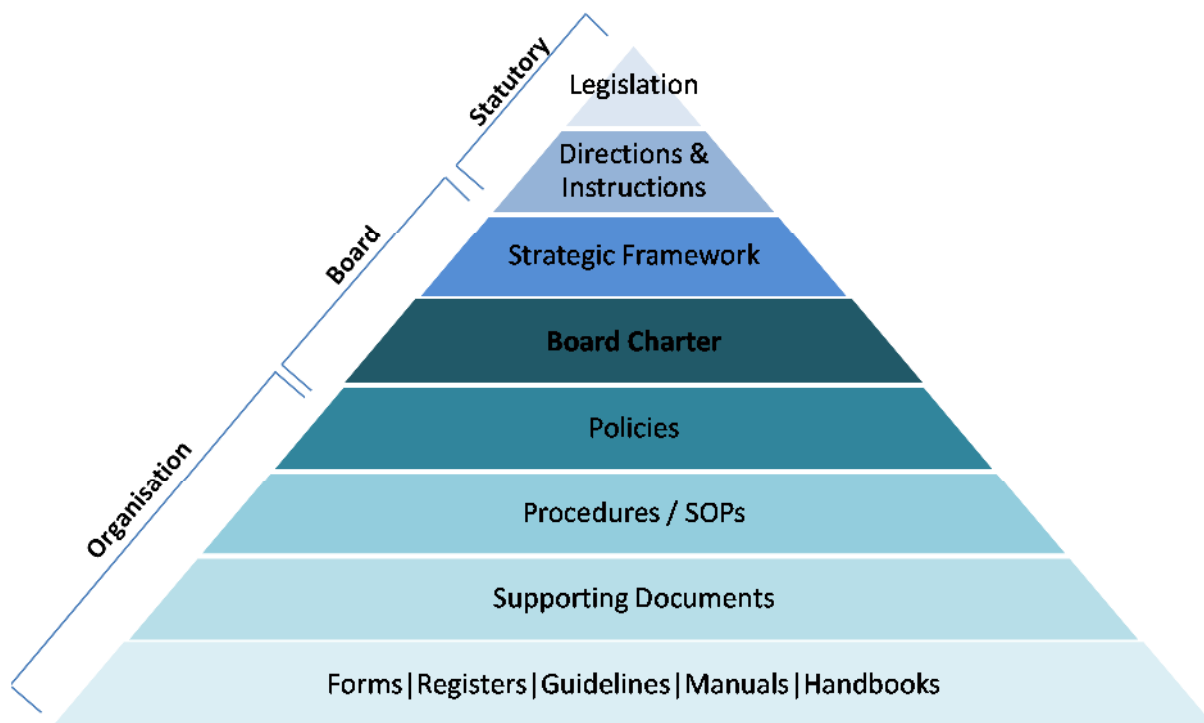 Statutory
Board
Organisation
Legislation
Directions &
Instructions
Strategic Framework
Board Charter
Policies
Procedures / SOPs
Supporting Documents
Forms|Registers|Guidelines|Manuals|Handbooks